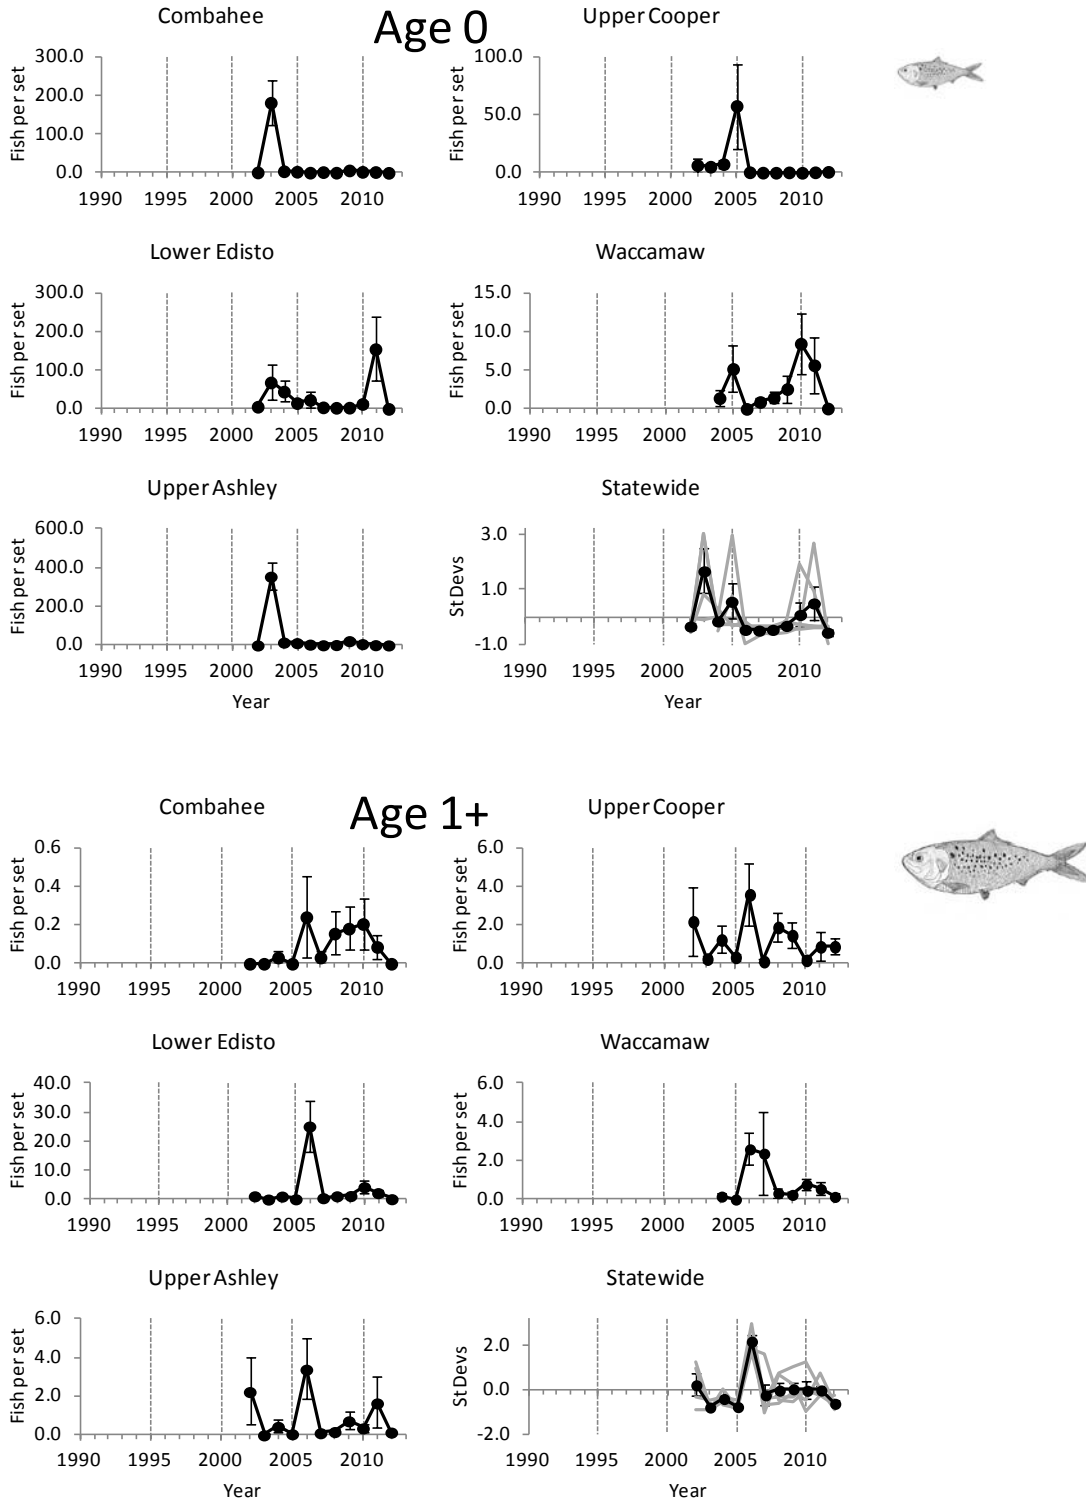 Age 0
Combahee
Fish per set
300.0
200.0
100.0
0.0
1990 1995 2000 2005 2010
Upper Cooper
Fish per set
100.0
50.0
0.0
1990 1995 2000 2005 2010
Lower Edisto
Fish per set
300.0
200.0
100.0
0.0
1990 1995 2000 2005 2010
Waccamaw
Fish per set
15.0
10.0
5.0
0.0
1990 1995 2000 2005 2010
Upper Ashley
Fish per set
600.0
400.0
200.0
0.0
1990 1995 2000 2005 2010
Year
Statewide
St Devs
3.0
1.0
-1.0
1990 1995 2000 2005 2010
Year
Age 1+
Combahee
Fish per set
0.6
0.4
0.2
0.0
1990 1995 2000 2005 2010
Upper Cooper
Fish per set
6.0
4.0
2.0
0.0
1990 1995 2000 2005 2010
Lower Edisto
Fish per set
40.0
30.0
20.0
10.0
0.0
1990 1995 2000 2005 2010
Waccamaw
Fish per set
6.0
4.0
2.0
0.0
1990 1995 2000 2005 2010
Upper Ashley
Fish per set
6.0
4.0
2.0
0.0
1990 1995 2000 2005 2010
Year
Statewide
St Devs
2.0
0.0
-2.0
1990 1995 2000 2005 2010
Year